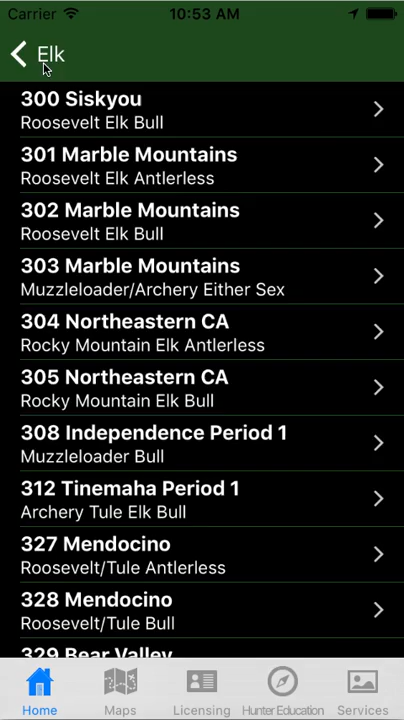 Carrier 10:53 AM
Elk
300 Siskyou
Roosevelt Elk Bull
301 Marble Mountains
Roosevelt Elk Antlerless
302 Marble Mountains
Roosevelt Elk Bull
303 Marble Mountains
Muzzleloader/Archery Either Sex
304 Northeastern CA
Rocky Mountain Elk Antlerless
305 Northeastern CA
Rocky Mountain Elk Bull
308 Independence Period 1
Muzzleloader Bull
312 Tinemaha Period 1
Archery Tule Elk Bull
327 Mendocino
Roosevelt/Tule Antlerless
328 Mendocino
Roosevelt/Tule Bull
329 Bear Valley
Home Maps Licensing Hunter Education Services